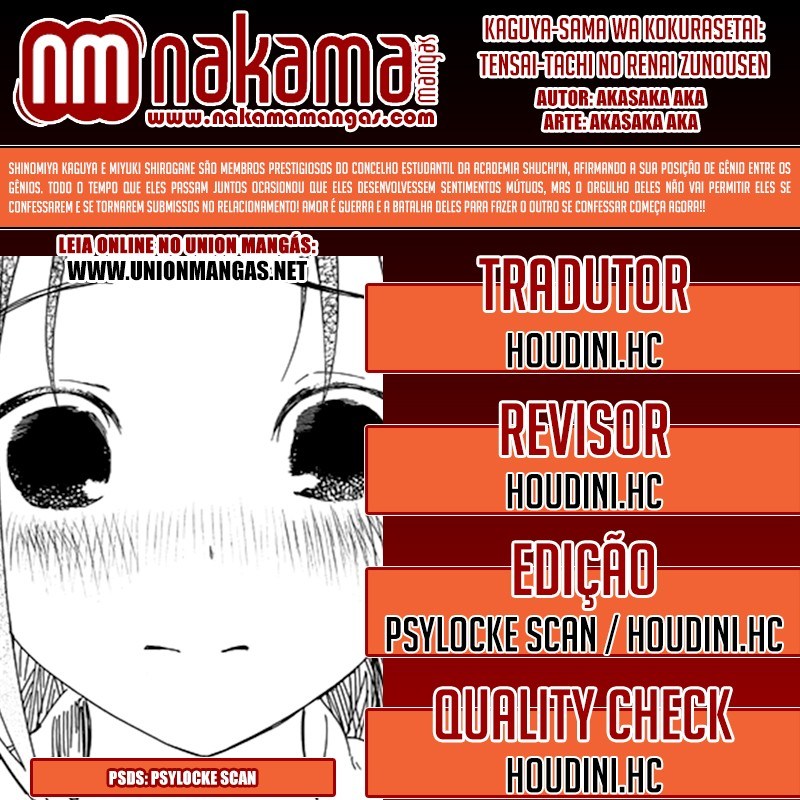 nm nakama mangas
www.nakamamangas.com
KAGUYA-SAMA WA KOKURASETAI:
TENSAI-TACHI NO RENAI ZUNOUSEN
AUTOR: AKASAKA AKA
ARTE: AKASAKA AKA
SHINOMIYA KAGUYA E MIYUKI SHIROGANE SÃO MEMBROS PRESTIGIOSOS DO CONCELHO ESTUDANTIL DA ACADEMIA SHUCHI'IN, AFIRMANDO A SUA POSIÇÃO DE GÊNIO ENTRE OS
GÊNIOS. TODO O TEMPO QUE ELES PASSAM JUNTOS OCASIONOU QUE ELES DESENVOLVESSEM SENTIMENTOS MÚTUOS, MAS O ORGULHO DELES NÃO VAI PERMITIR ELES SE
CONFESSAREM E SE TORNAREM SUBMISSOS NO RELACIONAMENTO! AMOR É GUERRA E A BATALHA DELES PARA FAZER O OUTRO SE CONFESSAR COMEÇA AGORA!!
LEIA ONLINE NO UNION MANGÁS:
WWW.UNIONMANGAS.NET
TRADUTOR
HOUDINI.HC
REVISOR
HOUDINI.HC
EDIÇÃO
PSYLOCKE SCAN / HOUDINI.HC
QUALITY CHECK
HOUDINI.HC
PSDS: PSYLOCKE SCAN